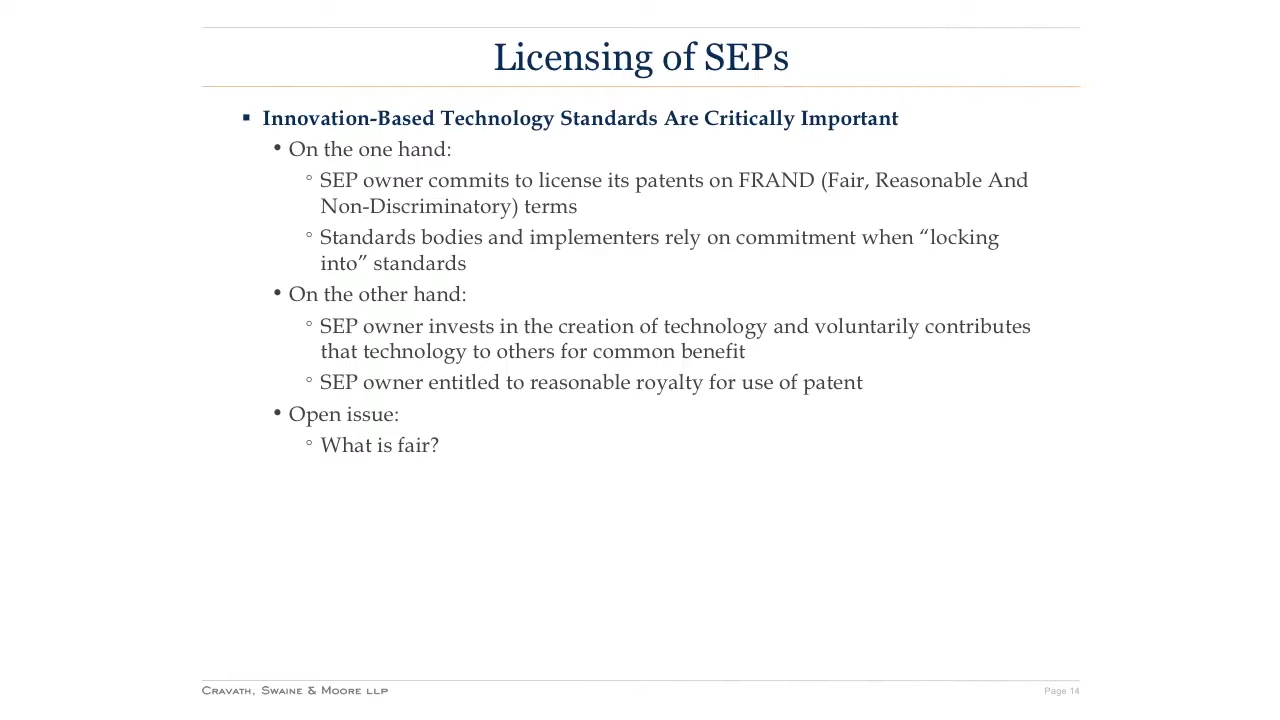 Licensing of SEPs
▪ Innovation-Based Technology Standards Are Critically Important
• On the one hand:
◦ SEP owner commits to license its patents on FRAND (Fair, Reasonable And
Non-Discriminatory) terms
◦ Standards bodies and implementers rely on commitment when “locking
into” standards
• On the other hand:
◦ SEP owner invests in the creation of technology and voluntarily contributes
that technology to others for common benefit
◦ SEP owner entitled to reasonable royalty for use of patent
• Open issue:
◦ What is fair?
Cravath, Swaine & Moore LLP
Page 14